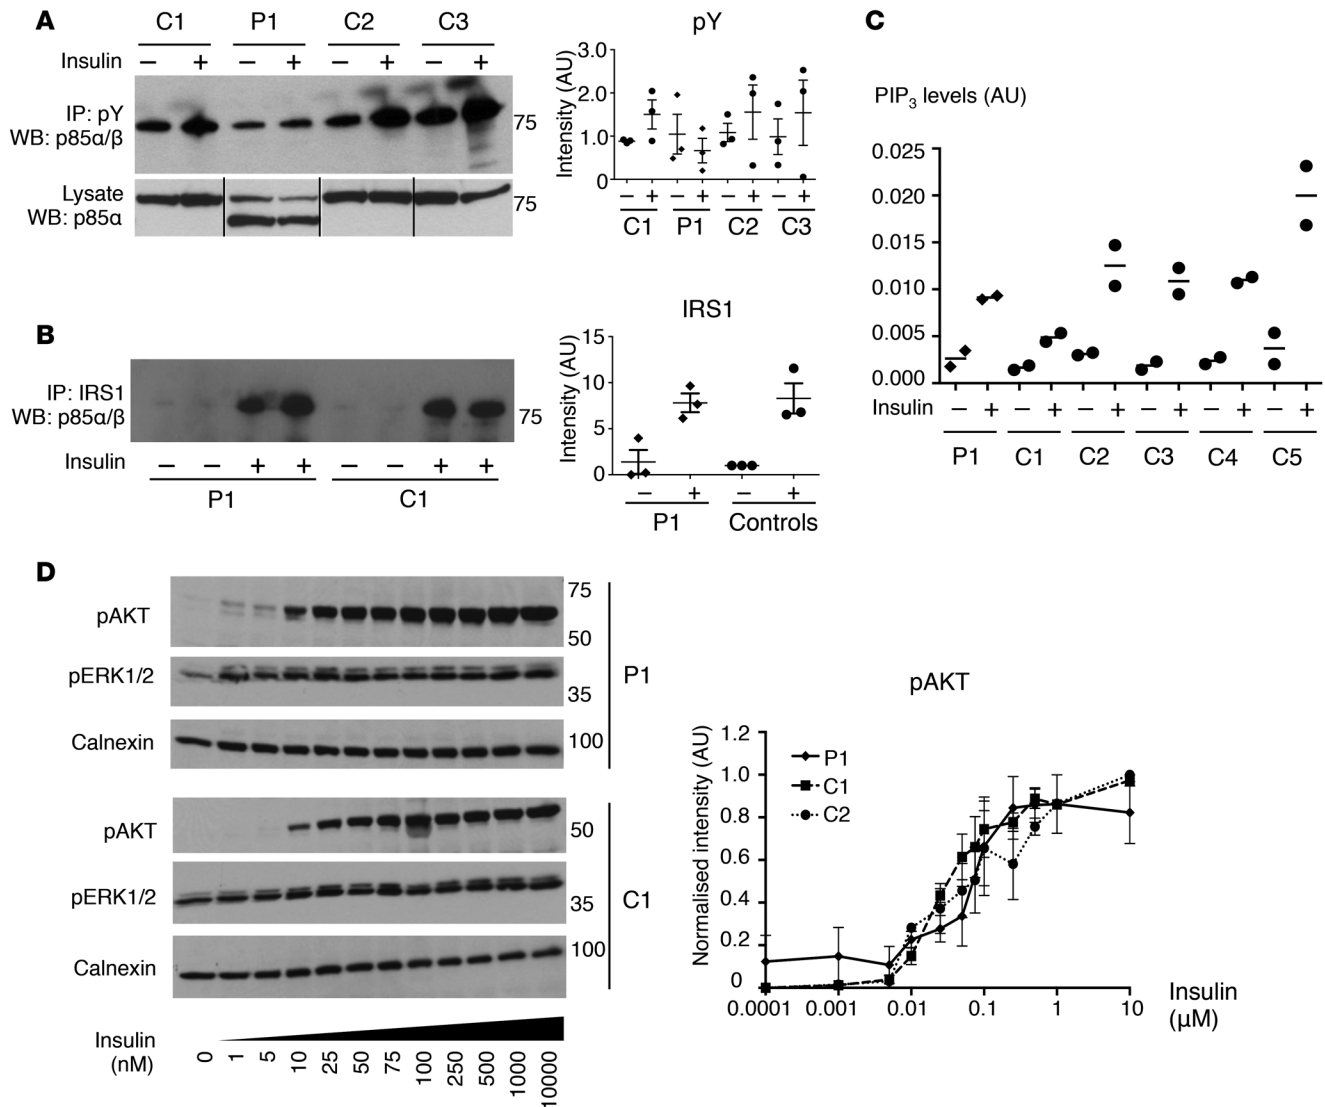 A
C1 P1 C2 C3
Insulin − + − + − + − +
IP: pY
WB: p85α/β
75
Lysate
WB: p85α
75
pY
Intensity (AU)
3.0
2.0
1.0
0
− + − + − + − +
C1 P1 C2 C3
B
IP: IRS1
WB: p85α/β
75
Insulin − − + + − − + +
P1 C1
IRS1
Intensity (AU)
15
10
5
0
− + − +
P1 Controls
C
PIP3 levels (AU)
0.025
0.020
0.015
0.010
0.005
0.000
Insulin − + − + − + − + − + − +
P1 C1 C2 C3 C4 C5
D
pAKT
75
50
pERK1/2
35
Calnexin
100
P1
pAKT
50
pERK1/2
35
Calnexin
100
C1
Insulin
(nM)
0 1 5 10 25 50 75 100 250 500 1000 10000
pAKT
Normalised intensity (AU)
1.2
1.0
0.8
0.6
0.4
0.2
0
P1
C1
C2
0.0001 0.001 0.01 0.1 1 10
Insulin
(µM)